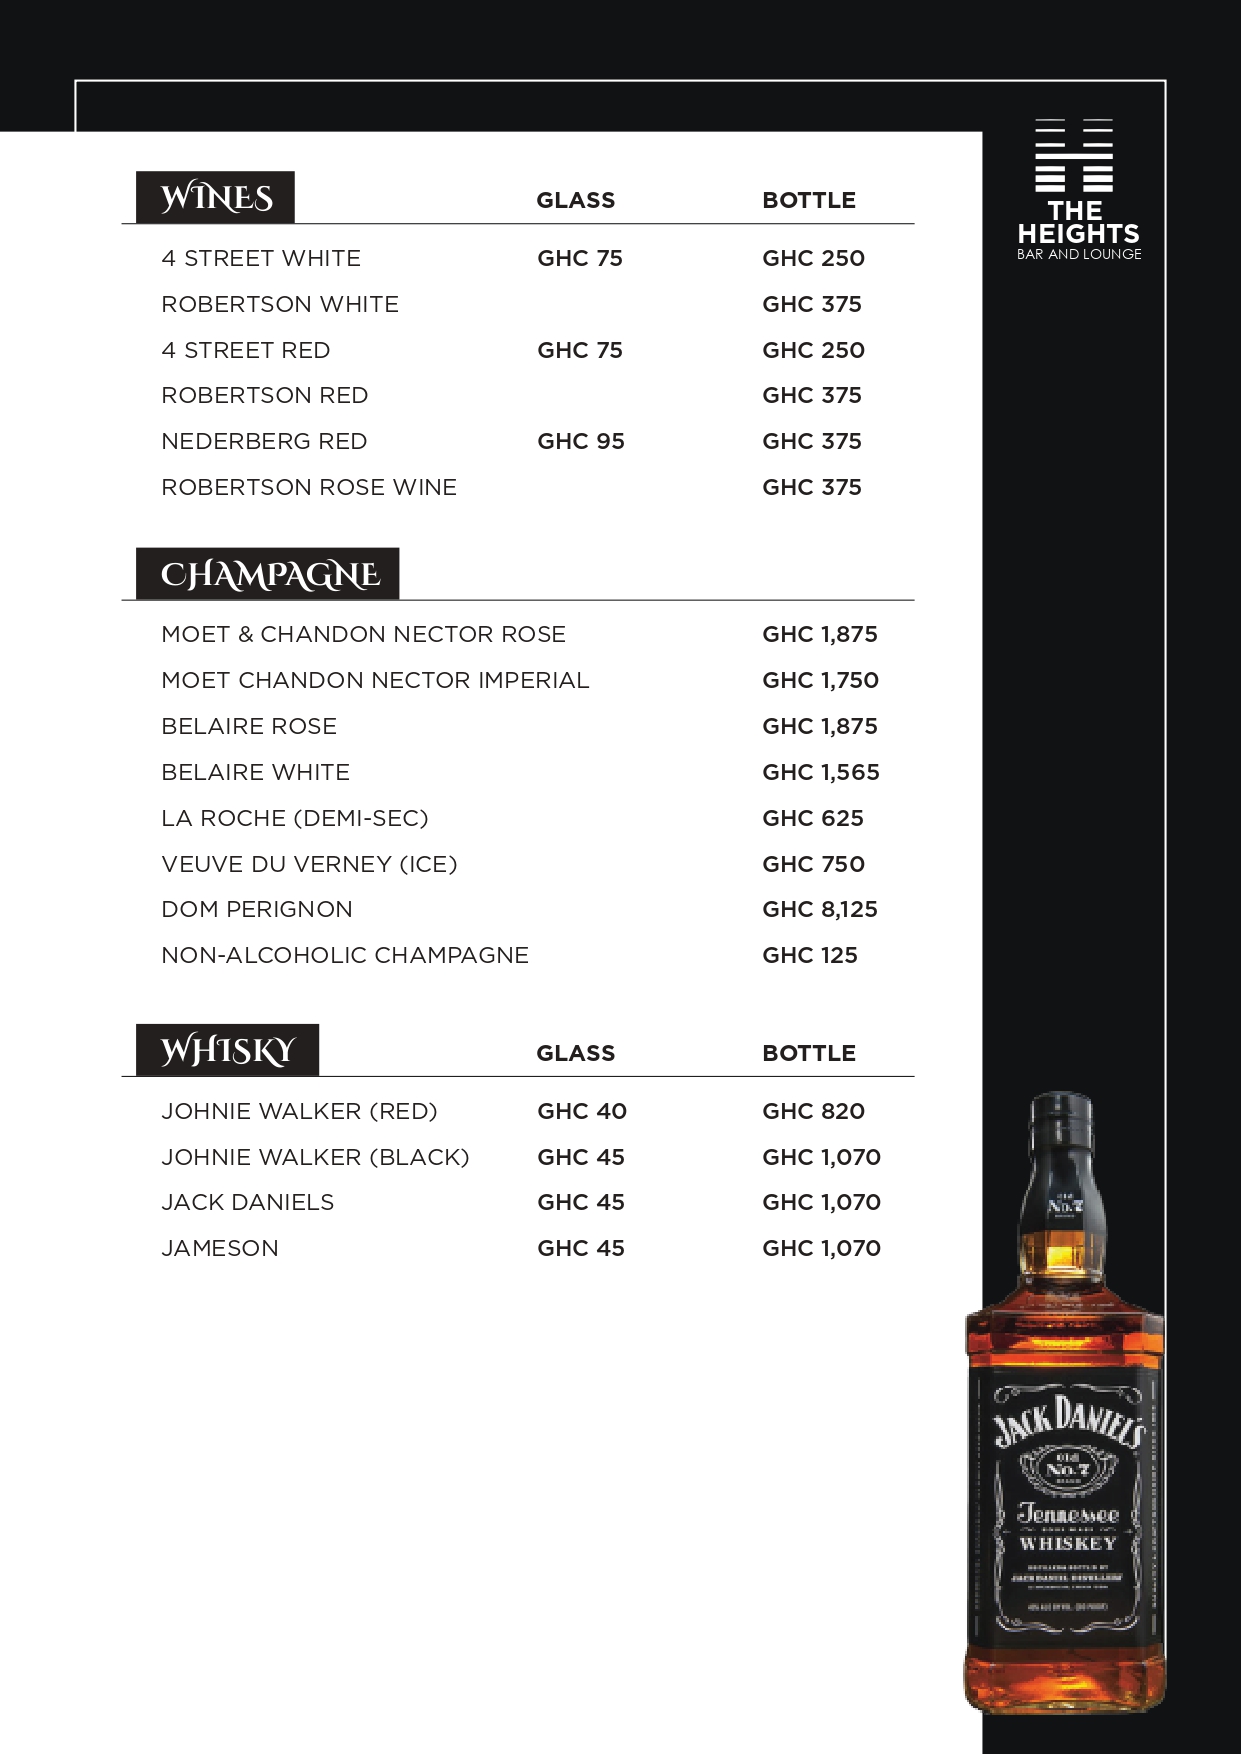 THE
HEIGHTS
BAR AND LOUNGE
WINES GLASS BOTTLE
4 STREET WHITE GHC 75 GHC 250
ROBERTSON WHITE GHC 375
4 STREET RED GHC 75 GHC 250
ROBERTSON RED GHC 375
NEDERBERG RED GHC 95 GHC 375
ROBERTSON ROSE WINE GHC 375
CHAMPAGNE
MOET & CHANDON NECTOR ROSE GHC 1,875
MOET CHANDON NECTOR IMPERIAL GHC 1,750
BELAIRE ROSE GHC 1,875
BELAIRE WHITE GHC 1,565
LA ROCHE (DEMI-SEC) GHC 625
VEUVE DU VERNEY (ICE) GHC 750
DOM PERIGNON GHC 8,125
NON-ALCOHOLIC CHAMPAGNE GHC 125
WHISKY GLASS BOTTLE
JOHNIE WALKER (RED) GHC 40 GHC 820
JOHNIE WALKER (BLACK) GHC 45 GHC 1,070
JACK DANIELS GHC 45 GHC 1,070
JAMESON GHC 45 GHC 1,070
Old
No.7
JACK DANIEL'S
Old
No.7
BRAND
Tennessee
SOUR MASH
WHISKEY
JACK DANIEL DISTILLERY